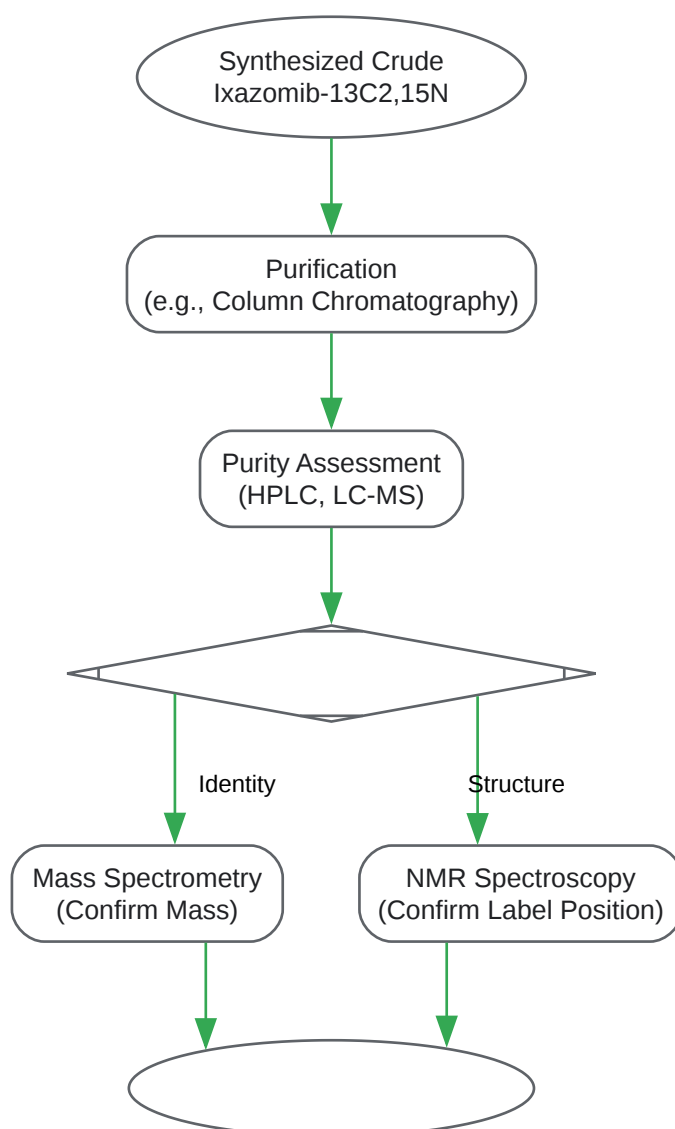 Synthesized Crude
Ixazomib-13C2,15N
Purification
(e.g., Column Chromatography)
Purity Assessment
(HPLC, LC-MS)
Identity
Structure
Mass Spectrometry
(Confirm Mass)
NMR Spectroscopy
(Confirm Label Position)